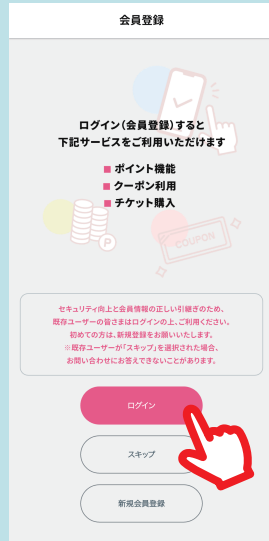 会員登録
ログイン(会員登録)すると
下記サービスをご利用いただけます
■ ポイント機能
■ クーポン利用
■ チケット購入
P
COUPON
セキュリティ向上と会員情報の正しい引継ぎのため、
既存ユーザーの皆さまはログインの上、ご利用ください。
初めての方は、新規登録をお願いいたします。
※既存ユーザーが「スキップ」を選択された場合、
お問い合わせにお答えできないことがあります。
ログイン
スキップ
新規会員登録